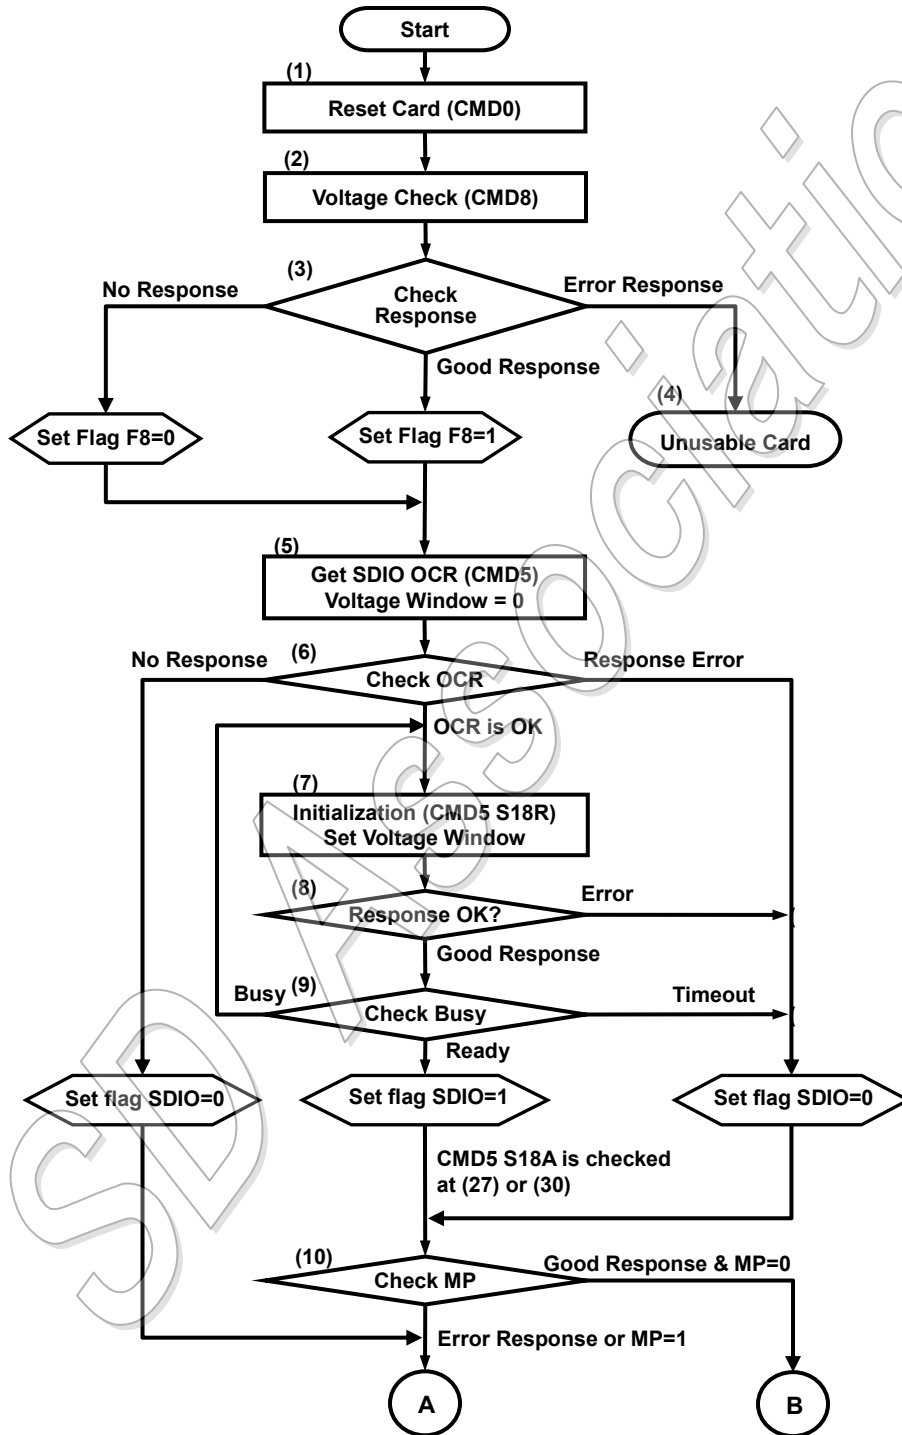 Start
(1)
Reset Card (CMD0)
(2)
Voltage Check (CMD8)
(3)
No Response
Error Response
Check
Response
Good Response
(4)
Set Flag F8=0
Set Flag F8=1
Unusable Card
(5)
Get SDIO OCR (CMD5)
Voltage Window = 0
(6)
No Response
Response Error
Check OCR
OCR is OK
(7)
Initialization (CMD5 S18R)
Set Voltage Window
(8)
Error
Response OK?
Good Response
(9)
Busy
Timeout
Check Busy
Ready
Set flag SDIO=0
Set flag SDIO=1
Set flag SDIO=0
CMD5 S18A is checked
at (27) or (30)
(10)
Good Response & MP=0
Check MP
Error Response or MP=1
A
B
SD Associatio